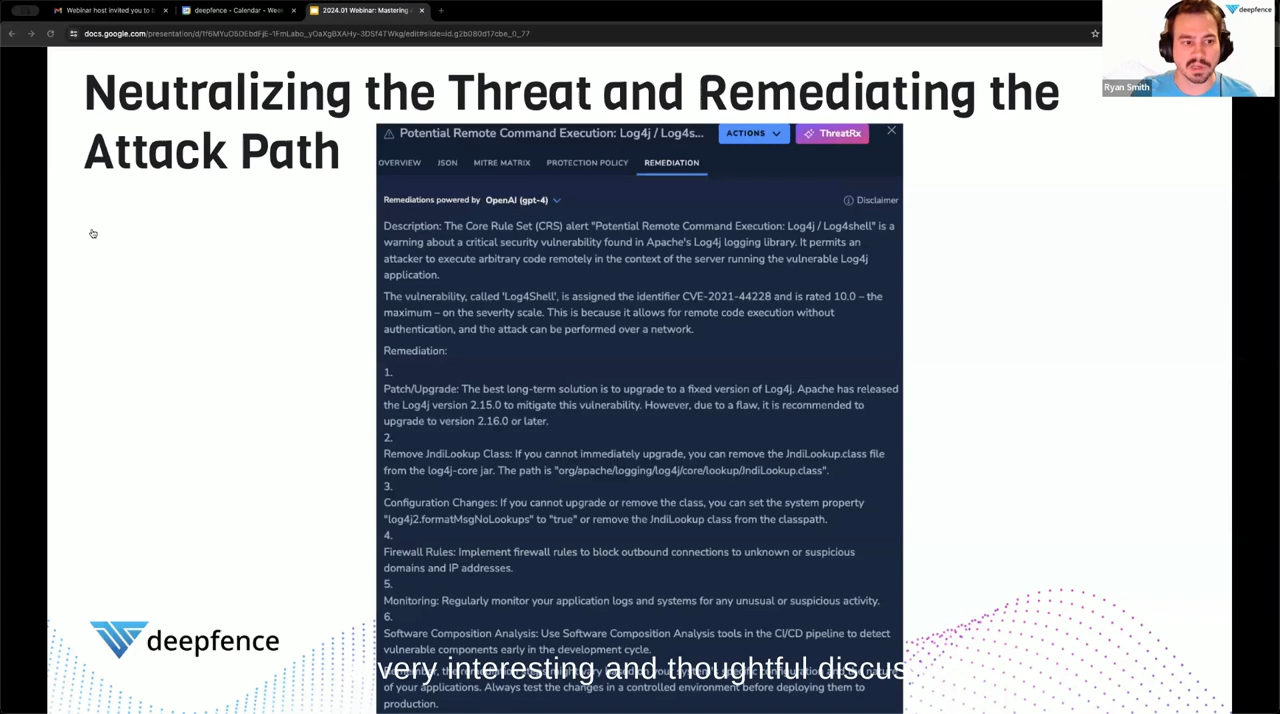 Webinar host invited you to t
deepfence - Calendar - Wee
2024.01 Webinar: Mastering
docs.google.com/presentation/d/1f6MYuO5DEbdFjE-1FmLabo_yOaXgBXAHy-3DSf4TWkg/edit#slide=id.g2b080d17cbe_0_77
deepfence
Ryan Smith
Neutralizing the Threat and Remediating the
Attack Path
Potential Remote Command Execution: Log4j / Log4s...
ACTIONS
ThreatRx
OVERVIEW JSON MITRE MATRIX PROTECTION POLICY REMEDIATION
Remediations powered by OpenAI (gpt-4)
Disclaimer
Description: The Core Rule Set (CRS) alert "Potential Remote Command Execution: Log4j / Log4shell" is a
warning about a critical security vulnerability found in Apache's Log4j logging library. It permits an
attacker to execute arbitrary code remotely in the context of the server running the vulnerable Log4j
application.
The vulnerability, called 'Log4Shell', is assigned the identifier CVE-2021-44228 and is rated 10.0 – the
maximum – on the severity scale. This is because it allows for remote code execution without
authentication, and the attack can be performed over a network.
Remediation:
1.
Patch/Upgrade: The best long-term solution is to upgrade to a fixed version of Log4j. Apache has released
the Log4j version 2.15.0 to mitigate this vulnerability. However, due to a flaw, it is recommended to
upgrade to version 2.16.0 or later.
2.
Remove JndiLookup Class: If you cannot immediately upgrade, you can remove the JndiLookup.class file
from the log4j-core jar. The path is "org/apache/logging/log4j/core/lookup/JndiLookup.class".
3.
Configuration Changes: If you cannot upgrade or remove the class, you can set the system property
"log4j2.formatMsgNoLookups" to "true" or remove the JndiLookup class from the classpath.
4.
Firewall Rules: Implement firewall rules to block outbound connections to unknown or suspicious
domains and IP addresses.
5.
Monitoring: Regularly monitor your application logs and systems for any unusual or suspicious activity.
6.
Software Composition Analysis: Use Software Composition Analysis tools in the CI/CD pipeline to detect
vulnerable components early in the development cycle.
very interesting and thoughtful discus
of your applications. Always test the changes in a controlled environment before deploying them to
production.
deepfence